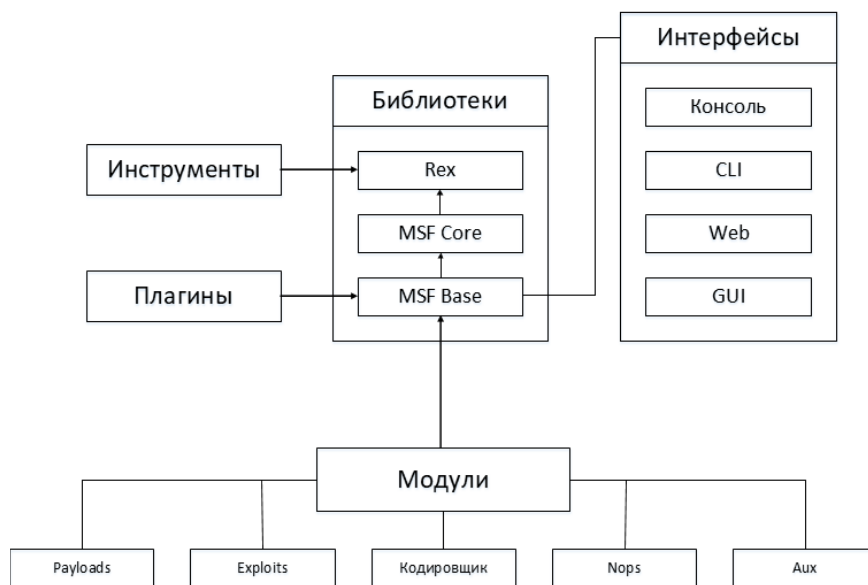 Интерфейсы
Библиотеки
Консоль
Инструменты
Rex
CLI
MSF Core
Web
Плагины
MSF Base
GUI
Модули
Payloads
Exploits
Кодировщик
Nops
Aux